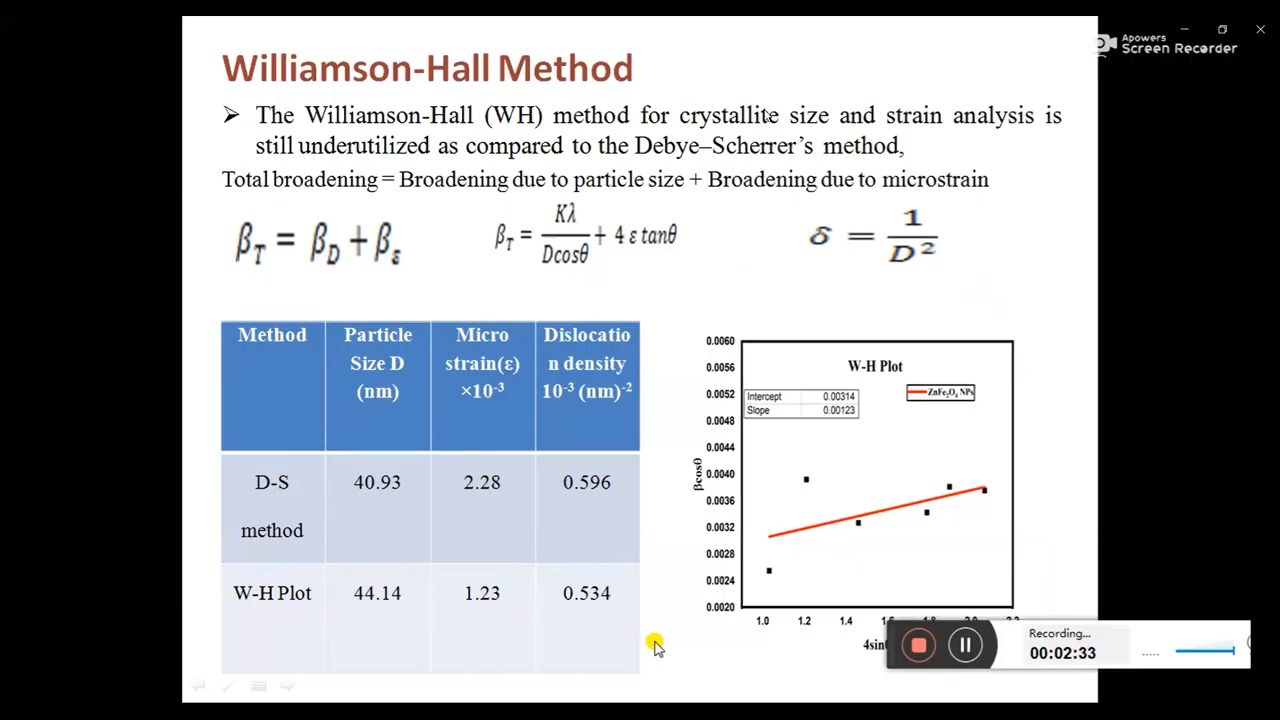 Apowers
Screen Recorder
Williamson-Hall Method
➢ The Williamson-Hall (WH) method for crystallite size and strain analysis is
still underutilized as compared to the Debye–Scherrer’s method,
Total broadening = Broadening due to particle size + Broadening due to microstrain
β_T = β_D + β_ε
β_T = Kλ/Dcosθ + 4 ε tanθ
δ = 1/D²
Method
Particle
Size D
(nm)
Micro
strain(ε)
×10⁻³
Dislocatio
n density
10⁻³ (nm)⁻²
D-S
method
40.93
2.28
0.596
W-H Plot
44.14
1.23
0.534
W-H Plot
ZnFe₂O₄ NPs
Intercept 0.00314
Slope 0.00123
βcosθ
0.0060
0.0056
0.0052
0.0048
0.0044
0.0040
0.0036
0.0032
0.0028
0.0024
0.0020
1.0 1.2 1.4
Recording...
00:02:33